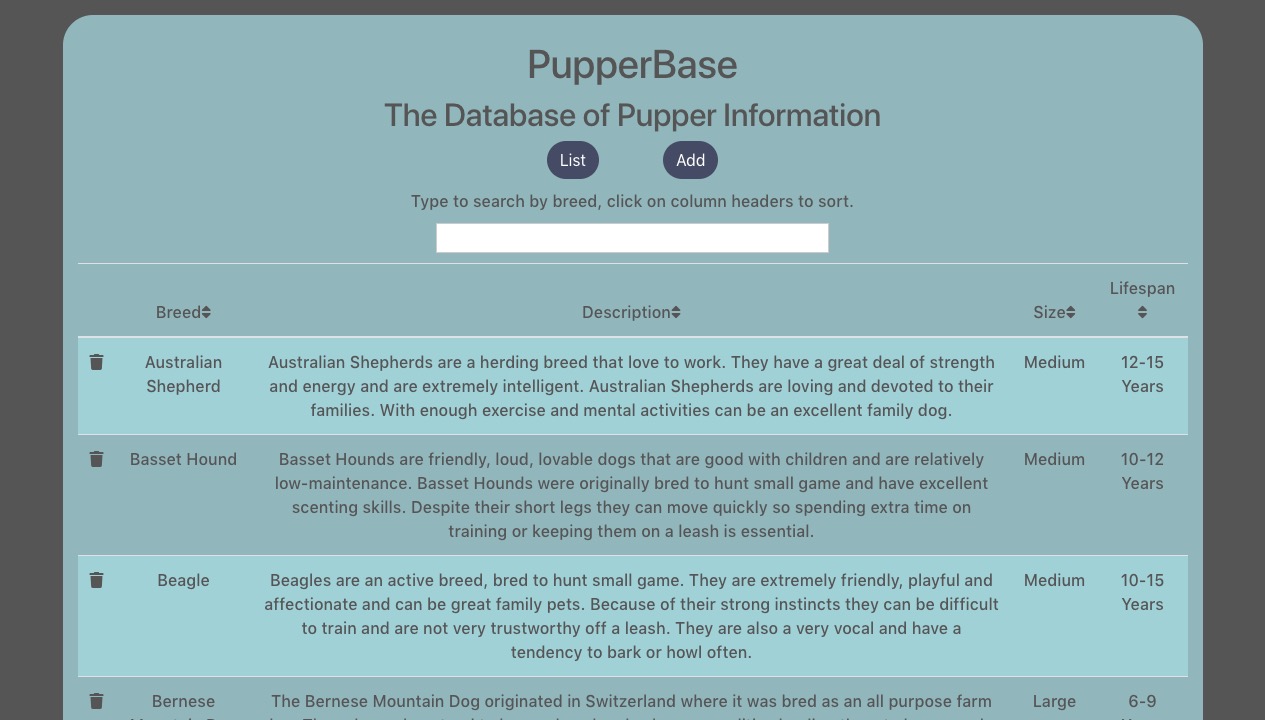 PupperBase
The Database of Pupper Information
List Add
Type to search by breed, click on column headers to sort.
Lifespan
Breed Description Size
Australian Australian Shepherds are a herding breed that love to work. They have a great deal of strength Medium 12-15
Shepherd and energy and are extremely intelligent. Australian Shepherds are loving and devoted to their Years
families. With enough exercise and mental activities can be an excellent family dog.
Basset Hound Basset Hounds are friendly, loud, lovable dogs that are good with children and are relatively Medium 10-12
low-maintenance. Basset Hounds were originally bred to hunt small game and have excellent Years
scenting skills. Despite their short legs they can move quickly so spending extra time on
training or keeping them on a leash is essential.
Beagle Beagles are an active breed, bred to hunt small game. They are extremely friendly, playful and Medium 10-15
affectionate and can be great family pets. Because of their strong instincts they can be difficult Years
to train and are not very trustworthy off a leash. They are also a very vocal and have a
tendency to bark or howl often.
Bernese The Bernese Mountain Dog originated in Switzerland where it was bred as an all purpose farm Large 6-9